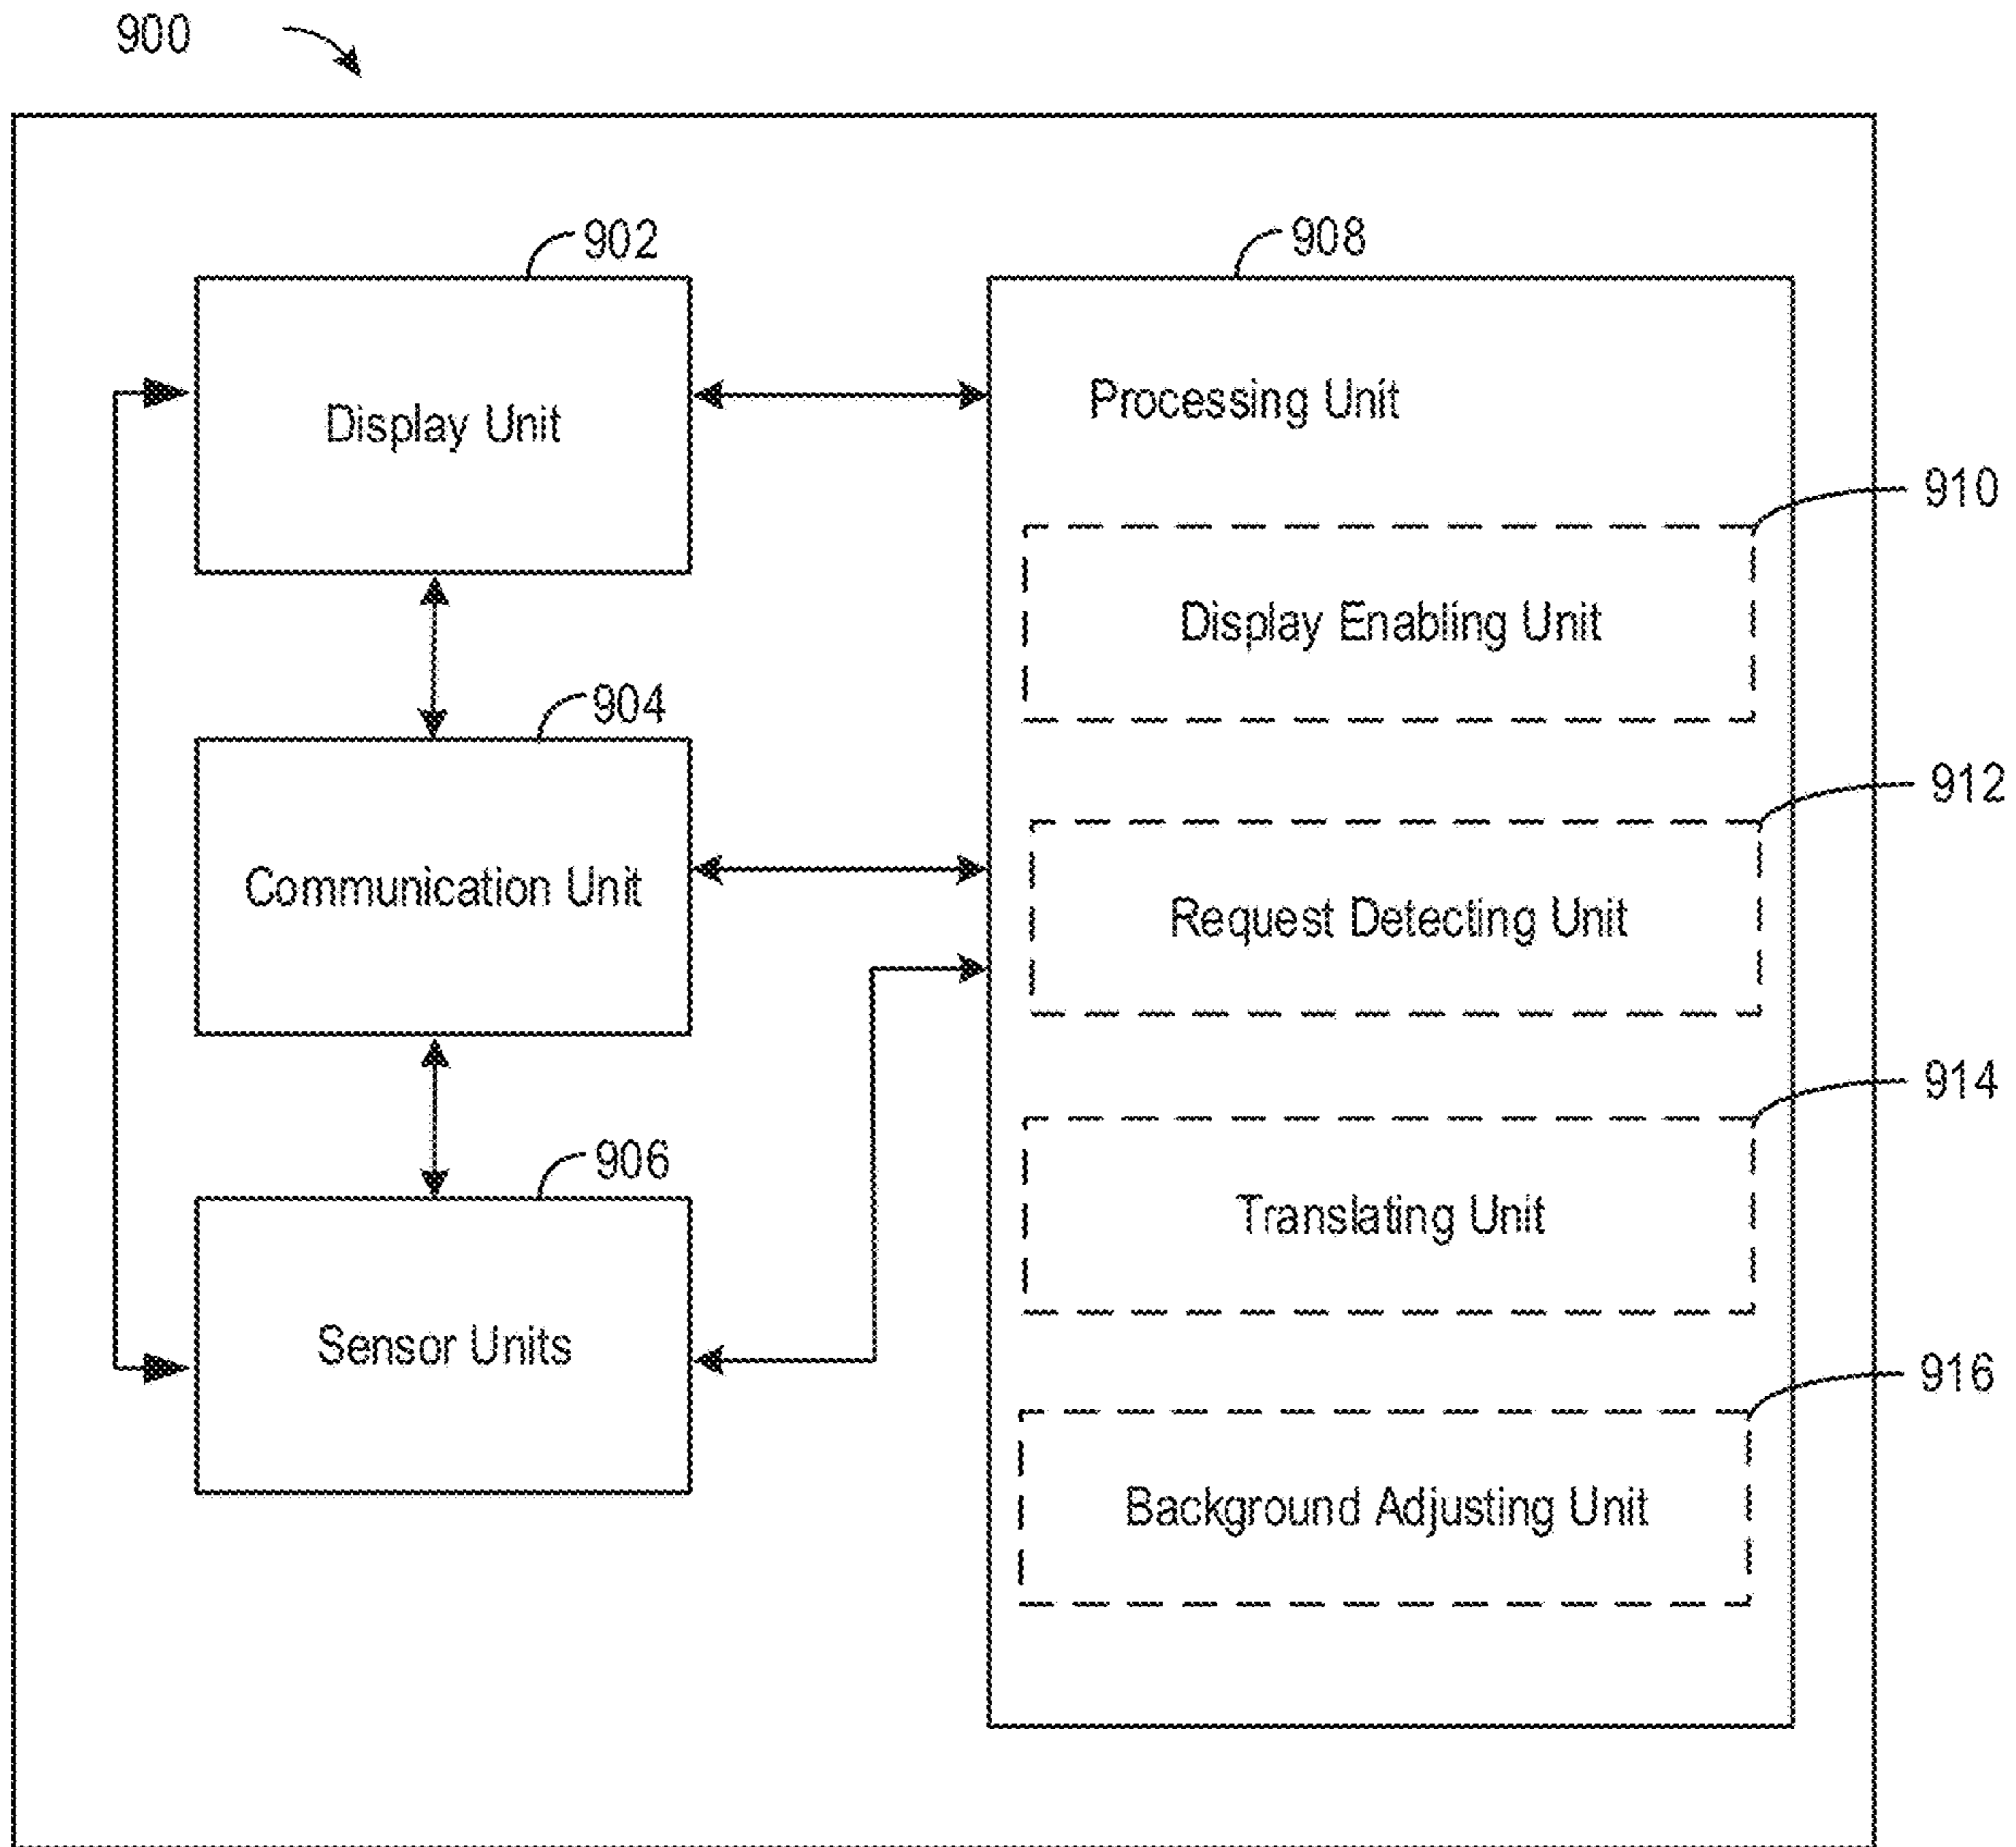 900
902
908
Display Unit
Processing Unit
910
Display Enabling Unit
904
912
Communication Unit
Request Detecting Unit
914
906
Translating Unit
Sensor Units
916
Background Adjusting Unit